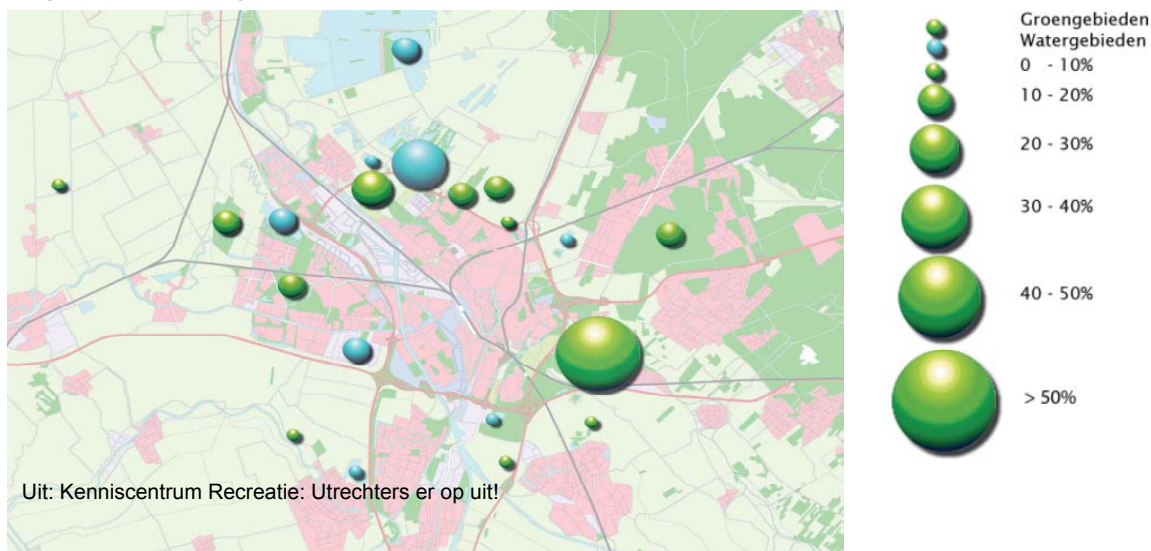 Groengebieden
Watergebieden
0 - 10%
10 - 20%
20 - 30%
30 - 40%
40 - 50%
> 50%
Uit: Kenniscentrum Recreatie: Utrechters er op uit!